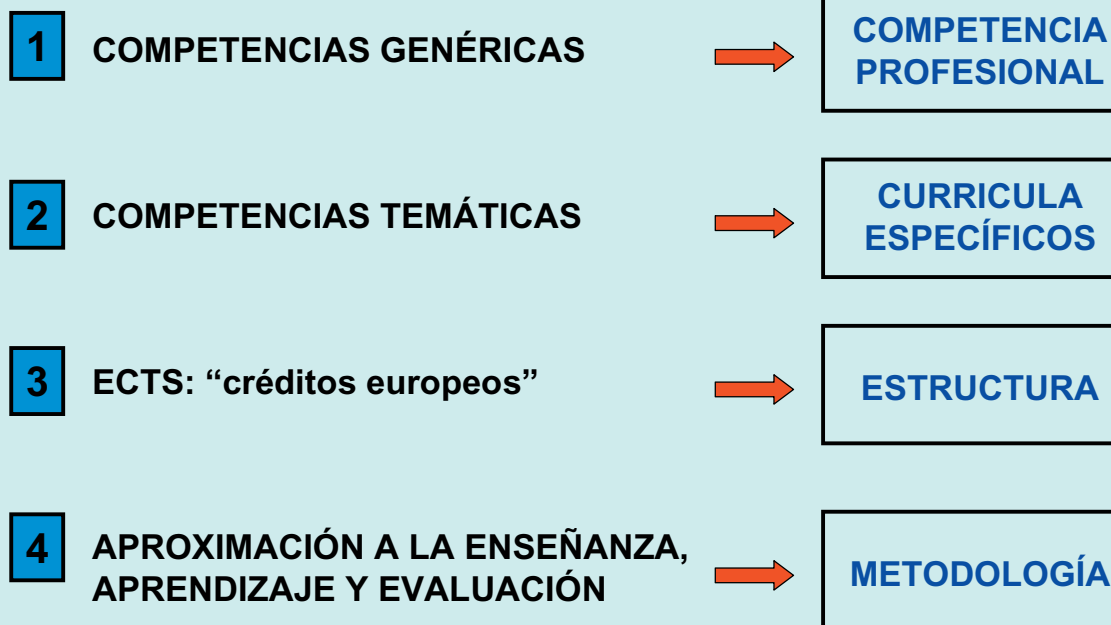 1
COMPETENCIAS GENÉRICAS
COMPETENCIA
PROFESIONAL
2
COMPETENCIAS TEMÁTICAS
CURRICULA
ESPECÍFICOS
3
ECTS: “créditos europeos”
ESTRUCTURA
4
APROXIMACIÓN A LA ENSEÑANZA,
APRENDIZAJE Y EVALUACIÓN
METODOLOGÍA